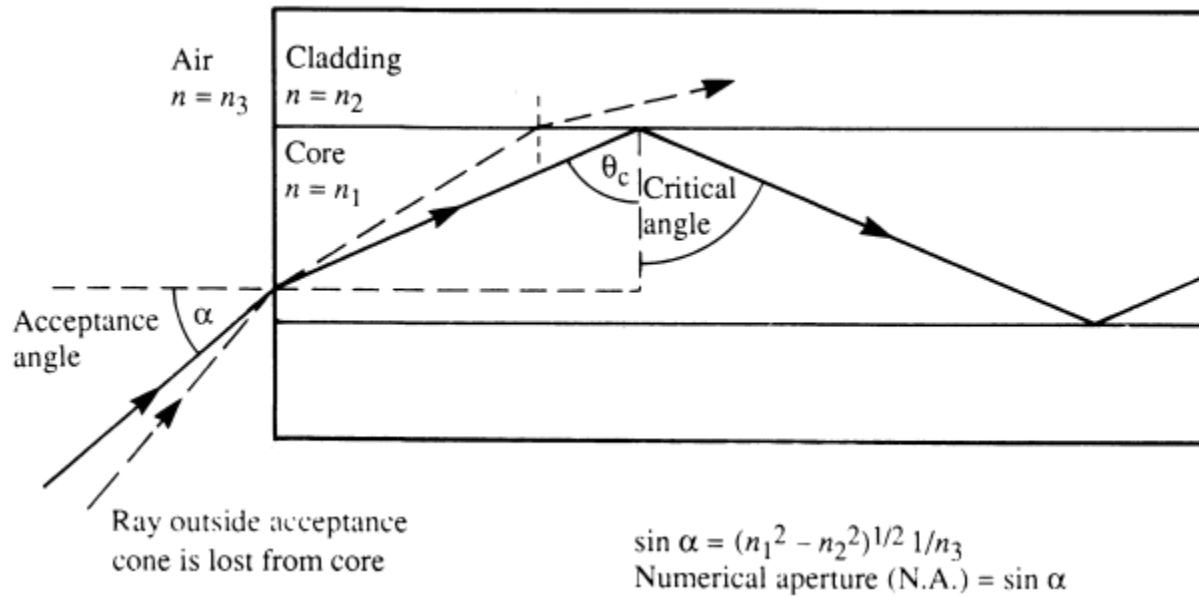 Air
n = n₃
Cladding
n = n₂
Core
n = n₁
θc
Critical
angle
Acceptance
angle
α
Ray outside acceptance
cone is lost from core
sin α = (n₁² – n₂²)¹/² 1/n₃
Numerical aperture (N.A.) = sin α